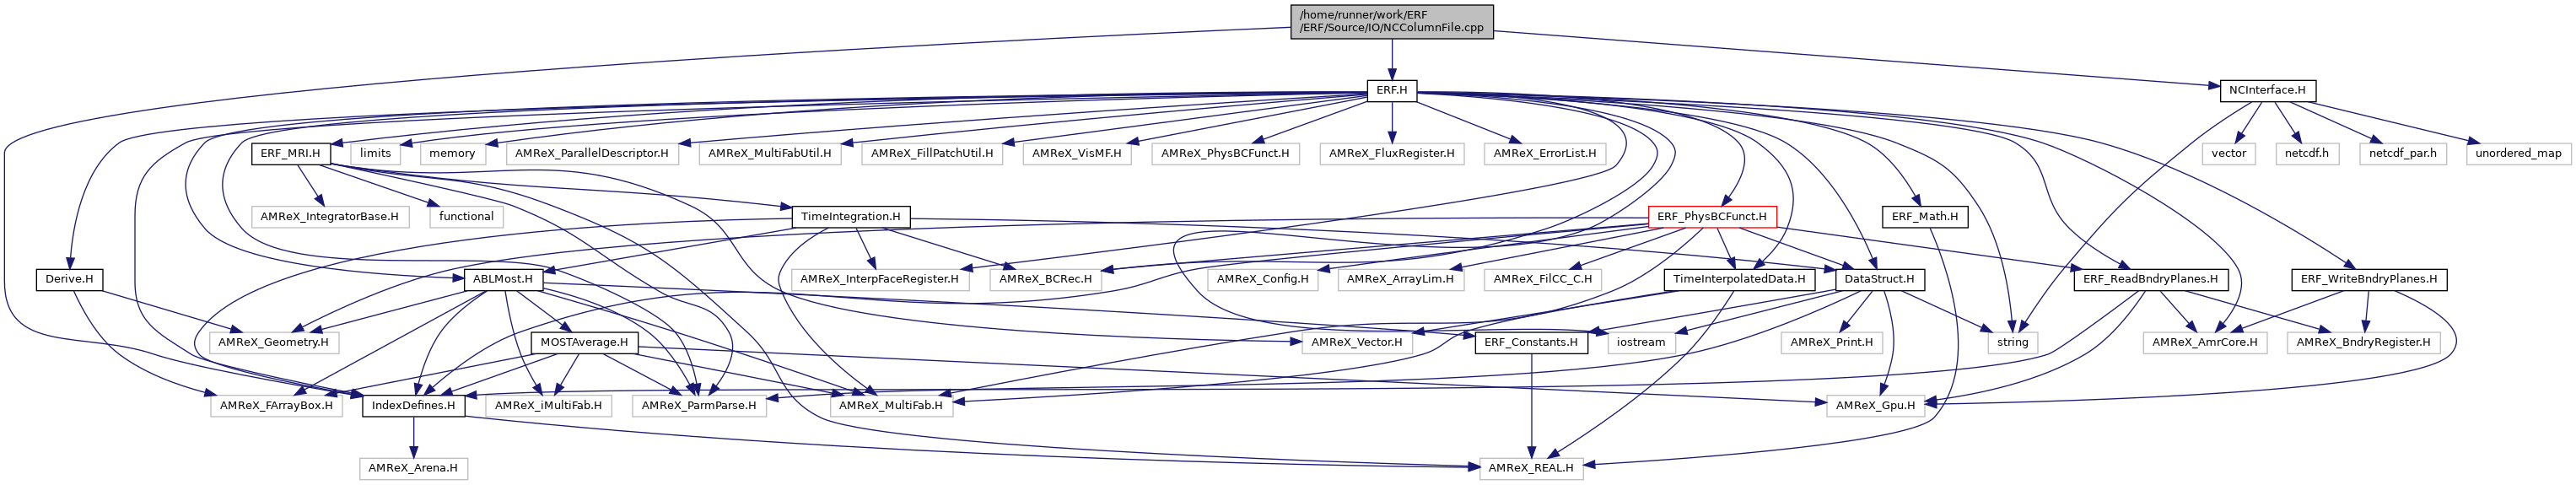 /home/runner/work/ERF
/ERF/Source/IO/NCColumnFile.cpp
ERF.H
NCInterface.H
ERF_MRI.H
limits
memory
AMReX_ParallelDescriptor.H
AMReX_MultiFabUtil.H
AMReX_FillPatchUtil.H
AMReX_VisMF.H
AMReX_PhysBCFunct.H
AMReX_FluxRegister.H
AMReX_ErrorList.H
vector
netcdf.h
netcdf_par.h
unordered_map
AMReX_IntegratorBase.H
functional
TimeIntegration.H
ERF_PhysBCFunct.H
ERF_Math.H
Derive.H
ABLMost.H
AMReX_InterpFaceRegister.H
AMReX_BCRec.H
AMReX_Config.H
AMReX_ArrayLim.H
AMReX_FilCC_C.H
TimeInterpolatedData.H
DataStruct.H
ERF_ReadBndryPlanes.H
ERF_WriteBndryPlanes.H
AMReX_Geometry.H
MOSTAverage.H
AMReX_Vector.H
ERF_Constants.H
iostream
AMReX_Print.H
string
AMReX_AmrCore.H
AMReX_BndryRegister.H
AMReX_FArrayBox.H
IndexDefines.H
AMReX_iMultiFab.H
AMReX_ParmParse.H
AMReX_MultiFab.H
AMReX_Gpu.H
AMReX_Arena.H
AMReX_REAL.H